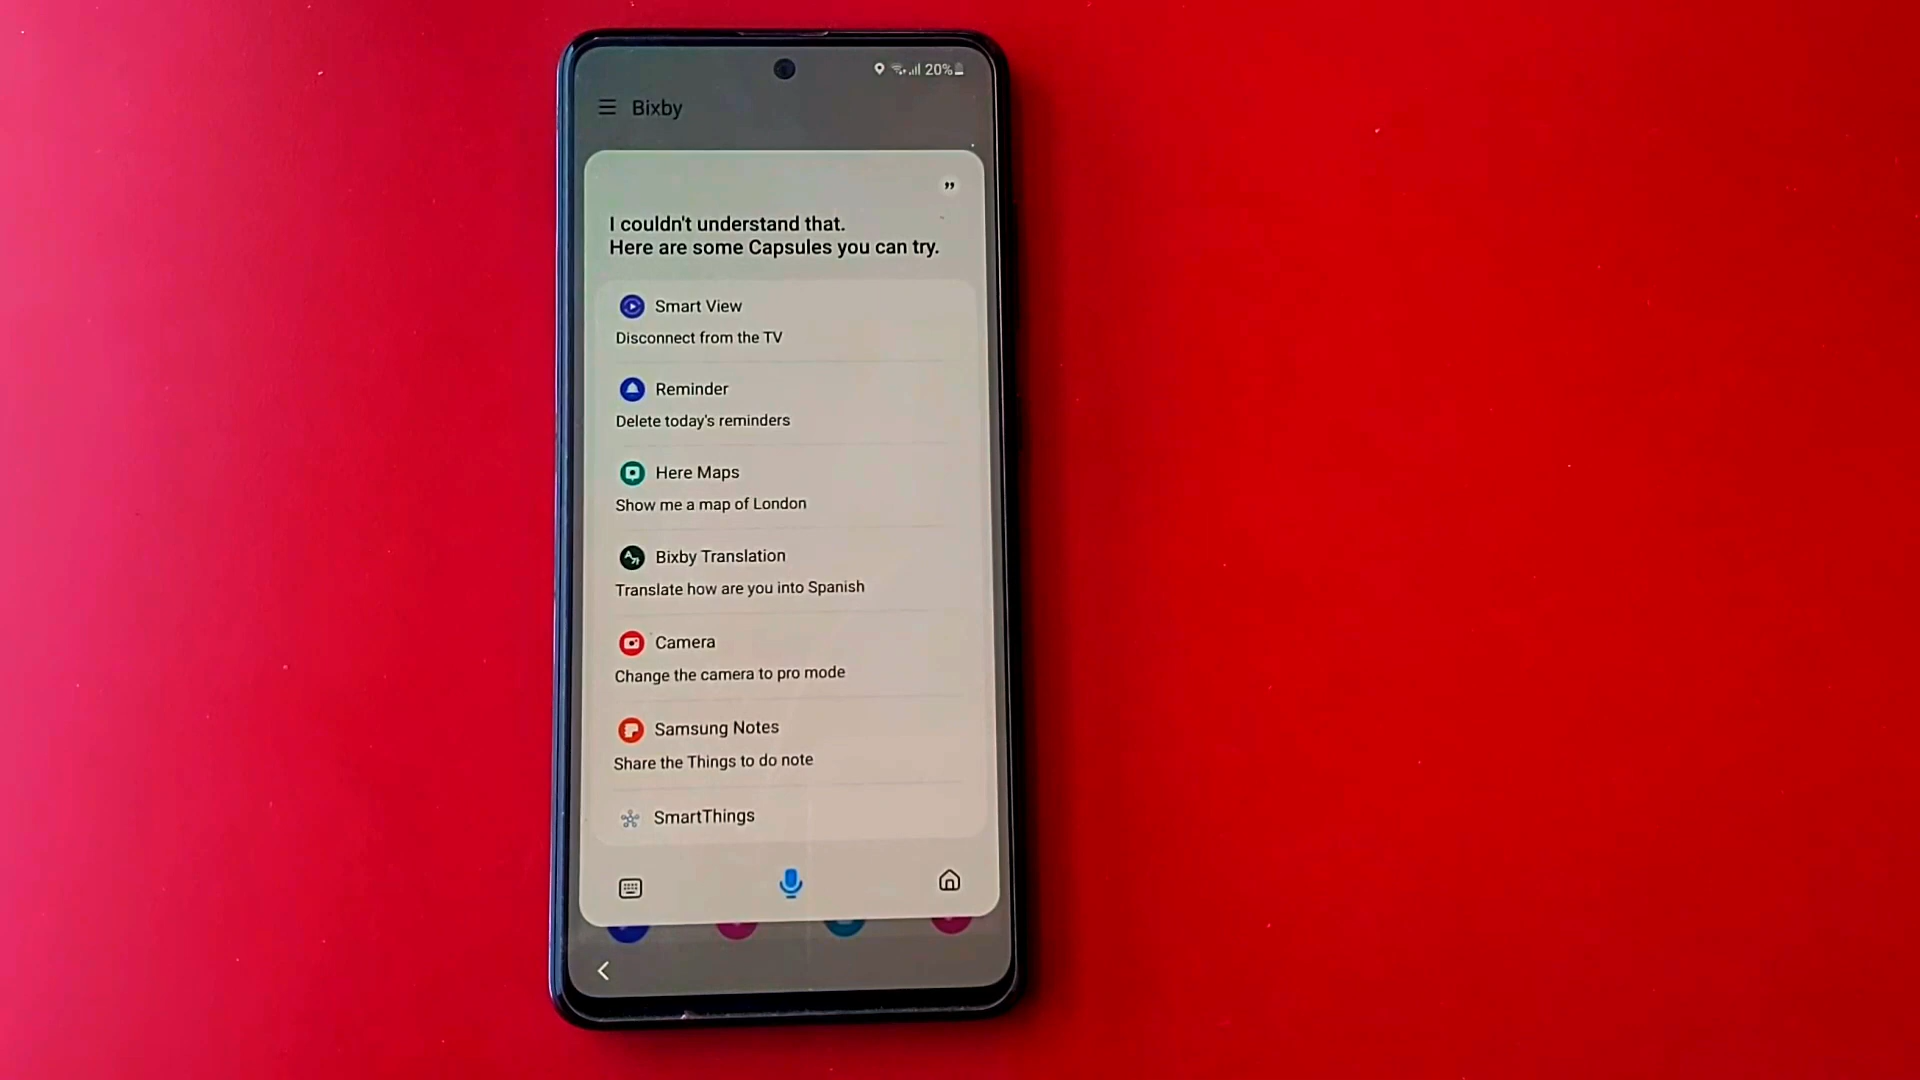 20%
Bixby
I couldn't understand that.
Here are some Capsules you can try.
Smart View
Disconnect from the TV
Reminder
Delete today's reminders
Here Maps
Show me a map of London
Bixby Translation
Translate how are you into Spanish
Camera
Change the camera to pro mode
Samsung Notes
Share the Things to do note
SmartThings